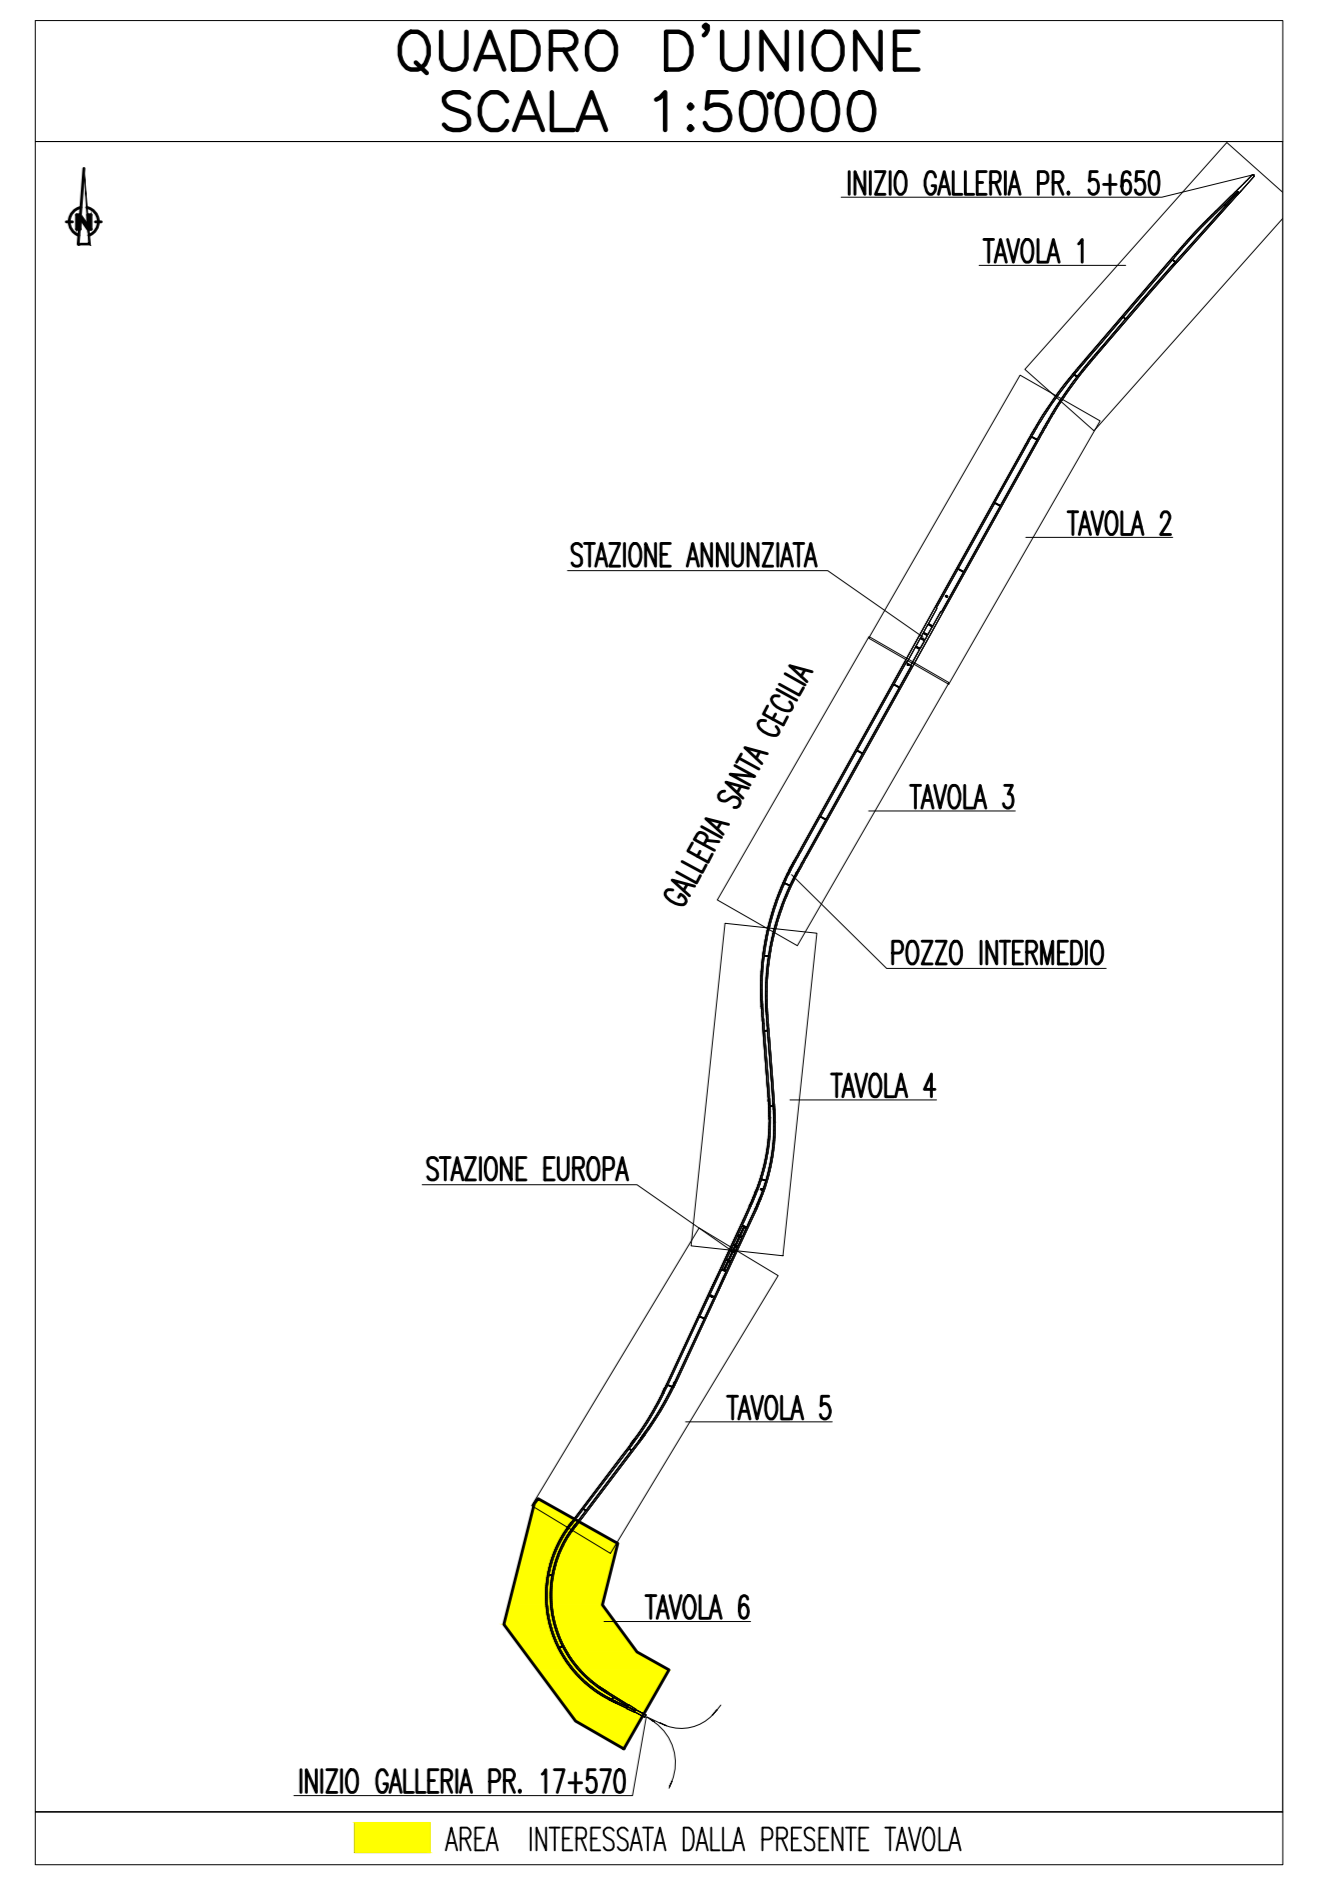 QUADRO D'UNIONE
SCALA 1:50'000
N
INIZIO GALLERIA PR. 5+650
TAVOLA 1
TAVOLA 2
STAZIONE ANNUNZIATA
GALLERIA SANTA CECILIA
TAVOLA 3
POZZO INTERMEDIO
TAVOLA 4
STAZIONE EUROPA
TAVOLA 5
TAVOLA 6
INIZIO GALLERIA PR. 17+570
AREA INTERESSATA DALLA PRESENTE TAVOLA